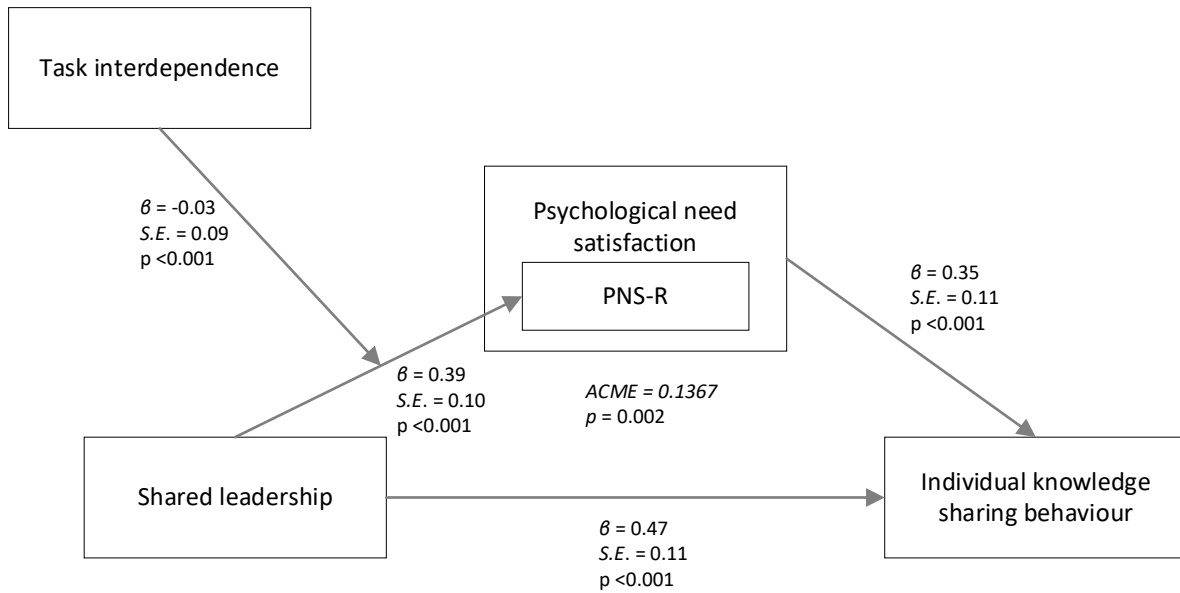 Task interdependence
β = -0.03
S.E. = 0.09
p <0.001
Psychological need
satisfaction
PNS-R
β = 0.35
S.E. = 0.11
p <0.001
β = 0.39
S.E. = 0.10
p <0.001
ACME = 0.1367
p = 0.002
Shared leadership
Individual knowledge
sharing behaviour
β = 0.47
S.E. = 0.11
p <0.001